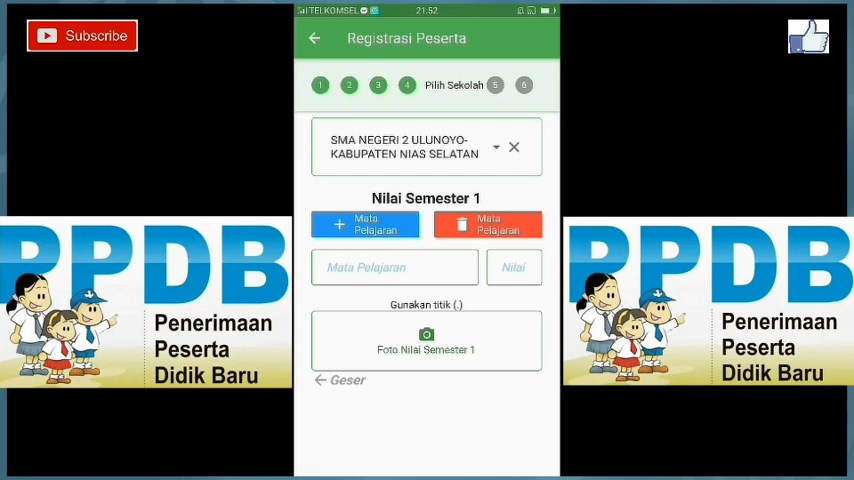 Subscribe
TELKOMSEL
21.52
Registrasi Peserta
1
2
3
4
Pilih Sekolah
5
6
SMA NEGERI 2 ULUNOYO-
KABUPATEN NIAS SELATAN
Nilai Semester 1
+ Mata
Pelajaran
Mata
Pelajaran
Mata Pelajaran
Nilai
Gunakan titik (.)
Foto Nilai Semester 1
Geser
PPDB
Penerimaan
Peserta
Didik Baru
PPDB
Penerimaan
Peserta
Didik Baru